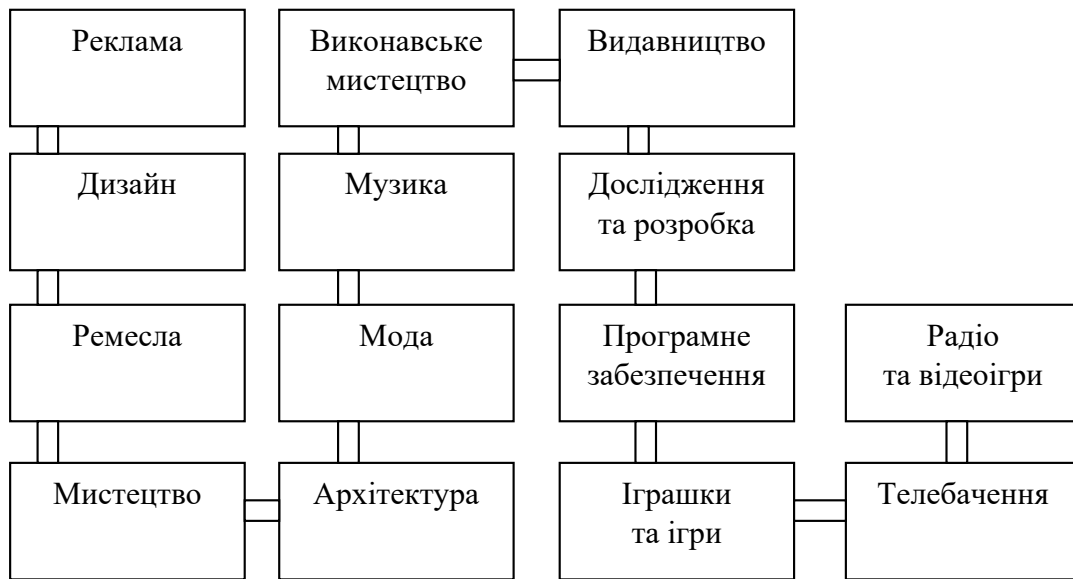 Реклама
Виконавське
мистецтво
Видавництво
Дизайн
Музика
Дослідження
та розробка
Ремесла
Мода
Програмне
забезпечення
Радіо
та відеоігри
Мистецтво
Архітектура
Іграшки
та ігри
Телебачення